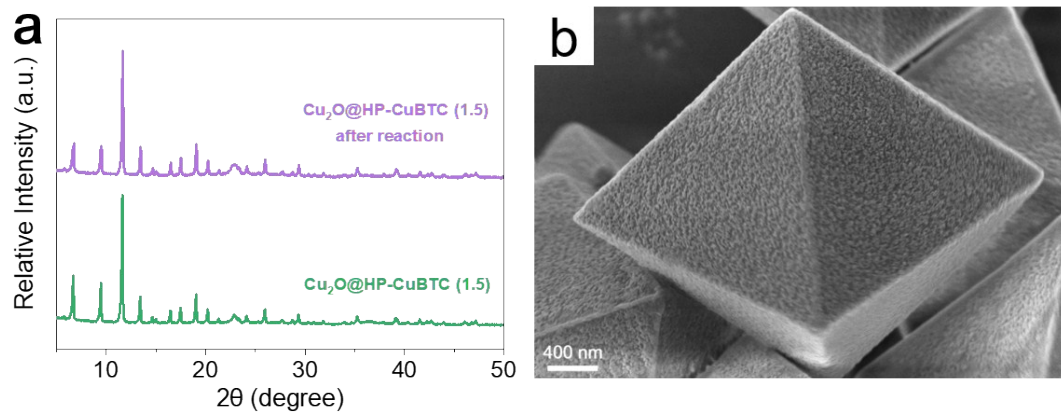 a
Relative Intensity (a.u.)
Cu₂O@HP-CuBTC (1.5)
after reaction
Cu₂O@HP-CuBTC (1.5)
10 20 30 40 50
2θ (degree)
b
400 nm